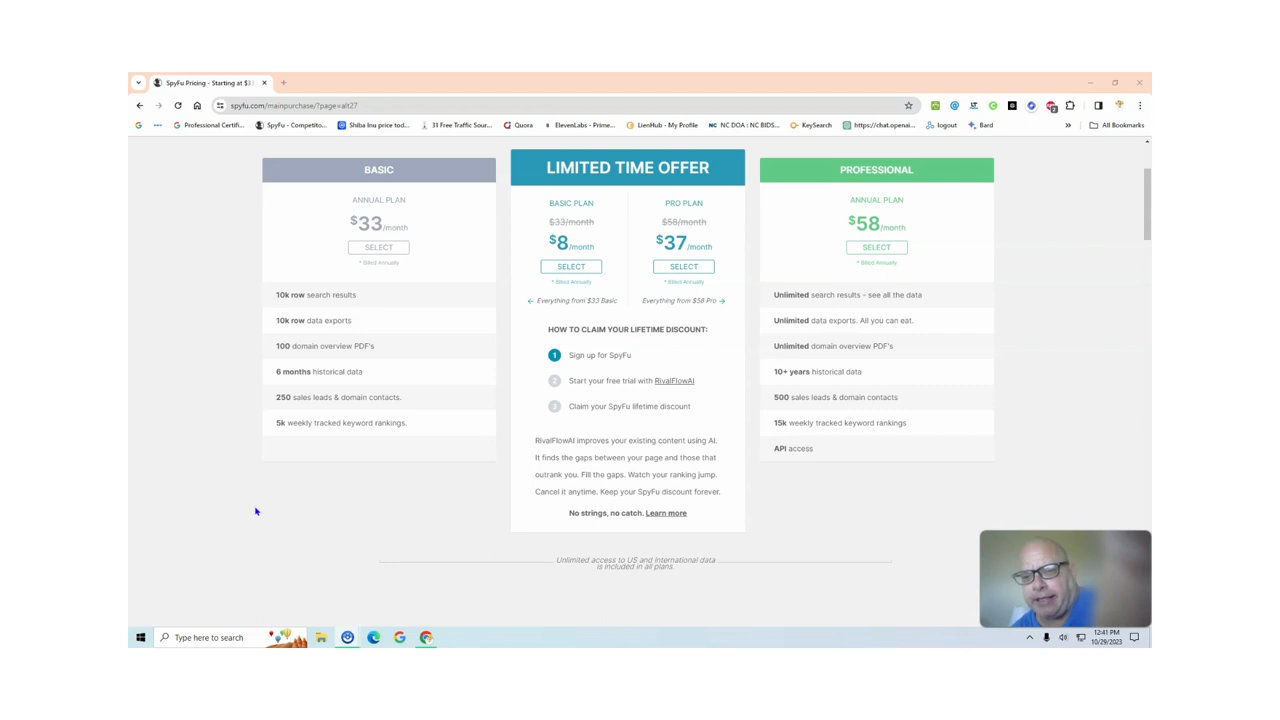 SpyFu Pricing - Starting at $3
spyfu.com/mainpurchase/?page=alt27
Professional Certifi...
SpyFu - Competito...
Shiba Inu price tod...
31 Free Traffic Sour...
Quora
ElevenLabs - Prime...
LienHub - My Profile
NC NC DOA : NC BIDS...
KeySearch
https://chat.openai...
logout
Bard
»
All Bookmarks
BASIC
ANNUAL PLAN
$33/month
SELECT
* Billed Annually
10k row search results
10k row data exports
100 domain overview PDF's
6 months historical data
250 sales leads & domain contacts.
5k weekly tracked keyword rankings.
LIMITED TIME OFFER
BASIC PLAN
$33/month
$8/month
SELECT
* Billed Annually
← Everything from $33 Basic
PRO PLAN
$58/month
$37/month
SELECT
* Billed Annually
Everything from $58 Pro →
HOW TO CLAIM YOUR LIFETIME DISCOUNT:
1 Sign up for SpyFu
2 Start your free trial with RivalFlowAI
3 Claim your SpyFu lifetime discount
RivalFlowAI improves your existing content using AI.
It finds the gaps between your page and those that
outrank you. Fill the gaps. Watch your ranking jump.
Cancel it anytime. Keep your SpyFu discount forever.
No strings, no catch. Learn more
PROFESSIONAL
ANNUAL PLAN
$58/month
SELECT
* Billed Annually
Unlimited search results - see all the data
Unlimited data exports. All you can eat.
Unlimited domain overview PDF's
10+ years historical data
500 sales leads & domain contacts
15k weekly tracked keyword rankings
API access
Unlimited access to US and international data
is included in all plans.
Type here to search
12:41 PM
10/29/2023